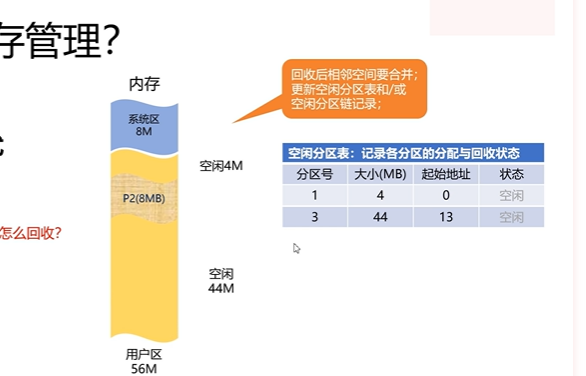 存管理？
内存
系统区
8M
空闲4M
P2(8MB)
怎么回收？
空闲
44M
用户区
56M
回收后相邻空间要合并；
更新空闲分区表和/或
空闲分区链记录；
空闲分区表：记录各分区的分配与回收状态
分区号 大小(MB) 起始地址 状态
1 4 0 空闲
3 44 13 空闲